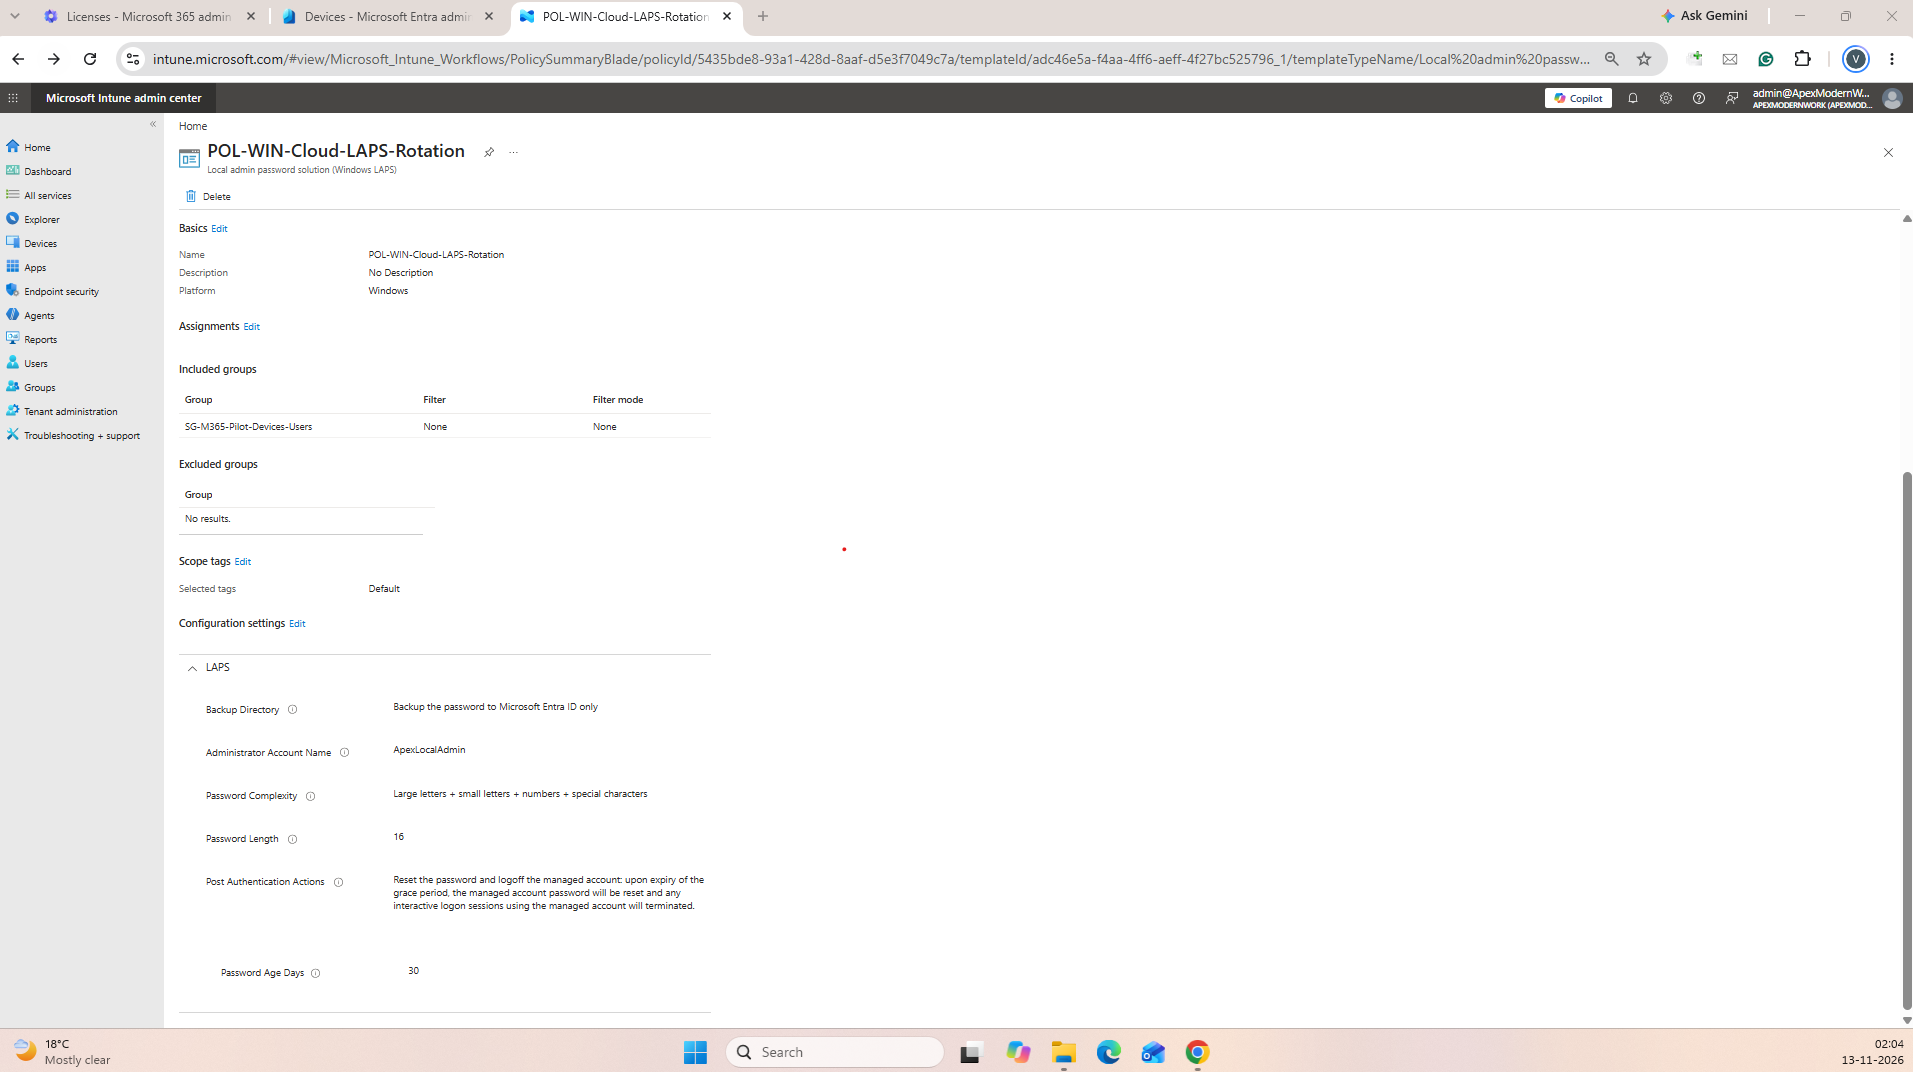 Licenses - Microsoft 365 admin
Devices - Microsoft Entra admin
POL-WIN-Cloud-LAPS-Rotation
Ask Gemini
intune.microsoft.com/#view/Microsoft_Intune_Workflows/PolicySummaryBlade/policyId/5435bde8-93a1-428d-8aaf-d5e3f7049c7a/templateId/adc46e5a-f4aa-4ff6-aeff-4f27bc525796_1/templateTypeName/Local%20admin%20passw...
V
Microsoft Intune admin center
Copilot
admin@ApexModernW...
APEXMODERNWORK (APEXMOD...
Home
Dashboard
All services
Explorer
Devices
Apps
Endpoint security
Agents
Reports
Users
Groups
Tenant administration
Troubleshooting + support
Home
POL-WIN-Cloud-LAPS-Rotation
...
Local admin password solution (Windows LAPS)
Delete
Basics Edit
Name POL-WIN-Cloud-LAPS-Rotation
Description No Description
Platform Windows
Assignments Edit
Included groups
Group Filter Filter mode
SG-M365-Pilot-Devices-Users None None
Excluded groups
Group
No results.
Scope tags Edit
Selected tags Default
Configuration settings Edit
LAPS
Backup Directory Backup the password to Microsoft Entra ID only
Administrator Account Name ApexLocalAdmin
Password Complexity Large letters + small letters + numbers + special characters
Password Length 16
Post Authentication Actions Reset the password and logoff the managed account: upon expiry of the
grace period, the managed account password will be reset and any
interactive logon sessions using the managed account will terminated.
Password Age Days 30
18°C
Mostly clear
Search
02:04
13-11-2026